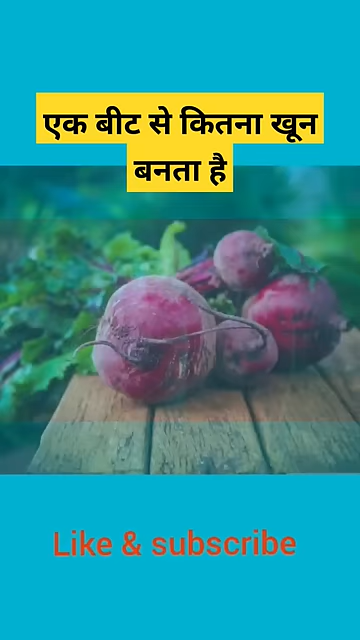 एक बीट से कितना खून
बनता है
Like & subscribe